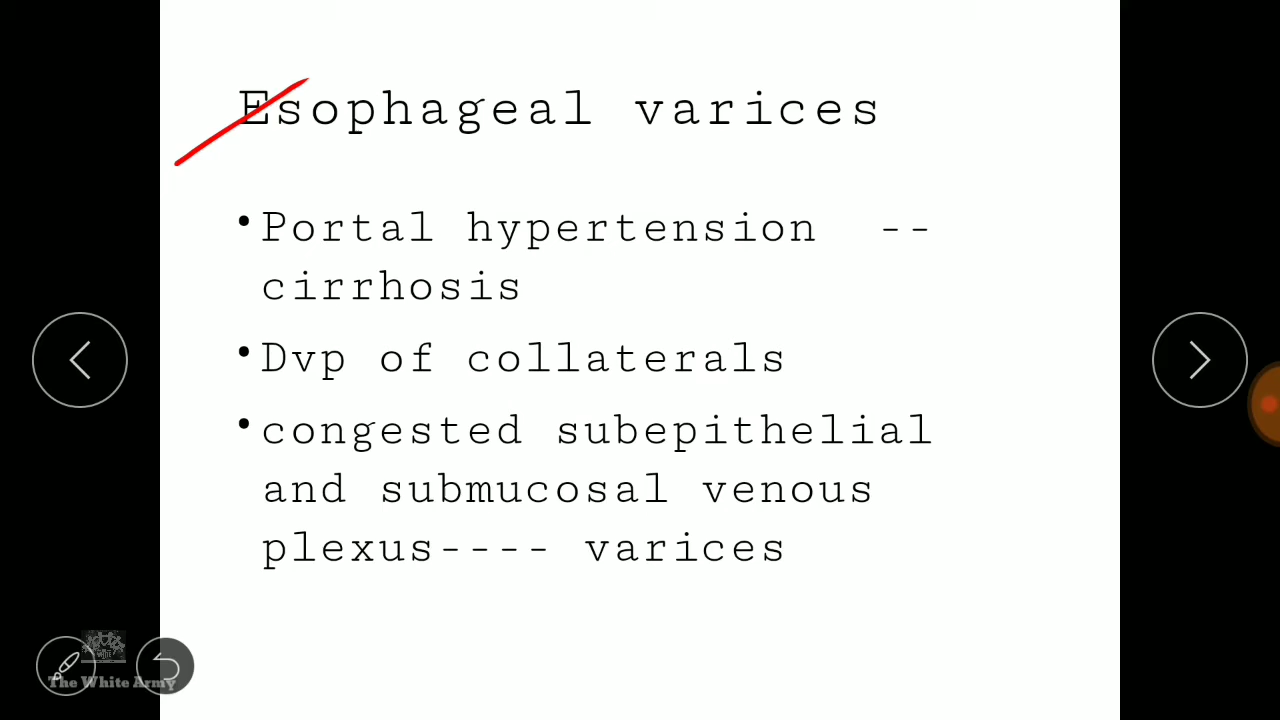 Esophageal varices
• Portal hypertension --
cirrhosis
• Dvp of collaterals
• congested subepithelial
and submucosal venous
plexus---- varices
The White Army